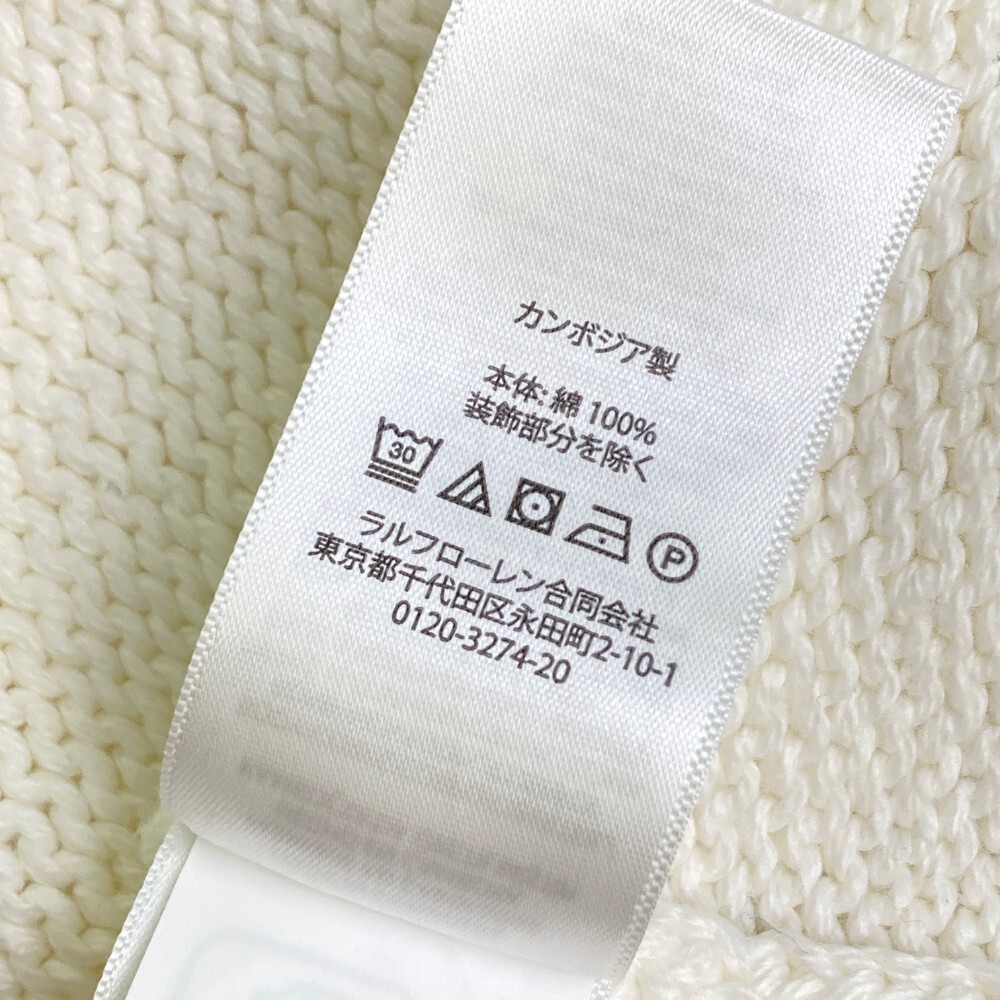 カンボジア製
本体: 綿 100%
装飾部分を除く
30
P
ラルフローレン合同会社
東京都千代田区永田町2-10-1
0120-3274-20